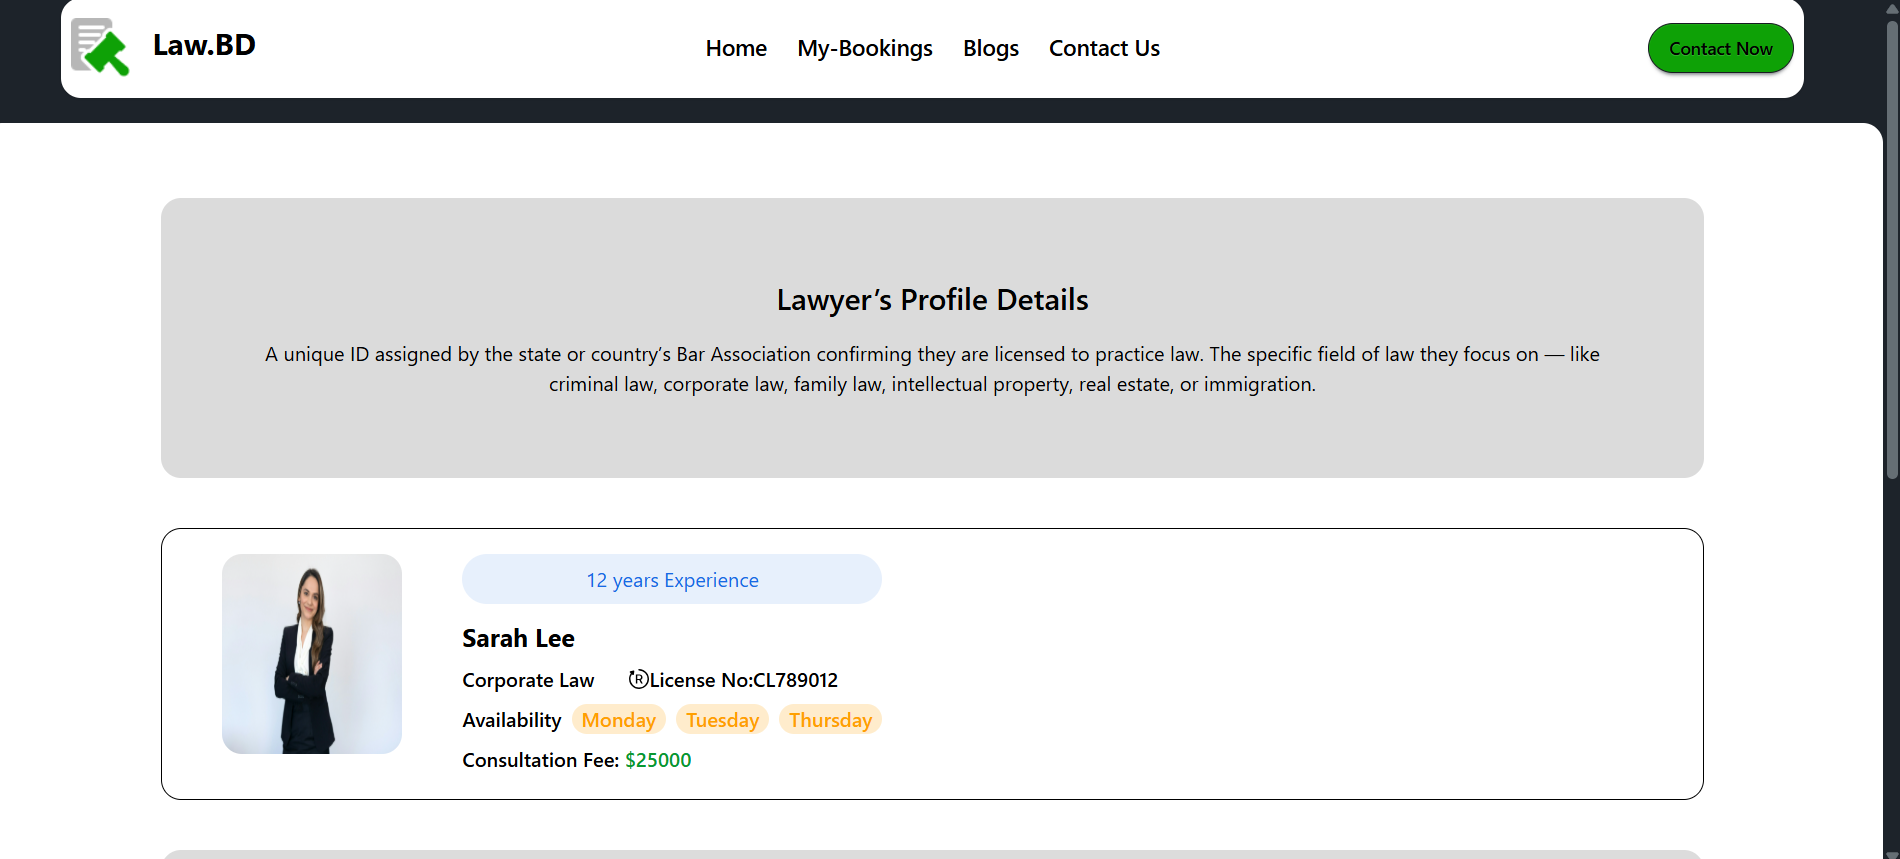 Law.BD
Home My-Bookings Blogs Contact Us
Contact Now
Lawyer’s Profile Details
A unique ID assigned by the state or country’s Bar Association confirming they are licensed to practice law. The specific field of law they focus on — like
criminal law, corporate law, family law, intellectual property, real estate, or immigration.
12 years Experience
Sarah Lee
Corporate Law ®License No:CL789012
Availability Monday Tuesday Thursday
Consultation Fee: $25000